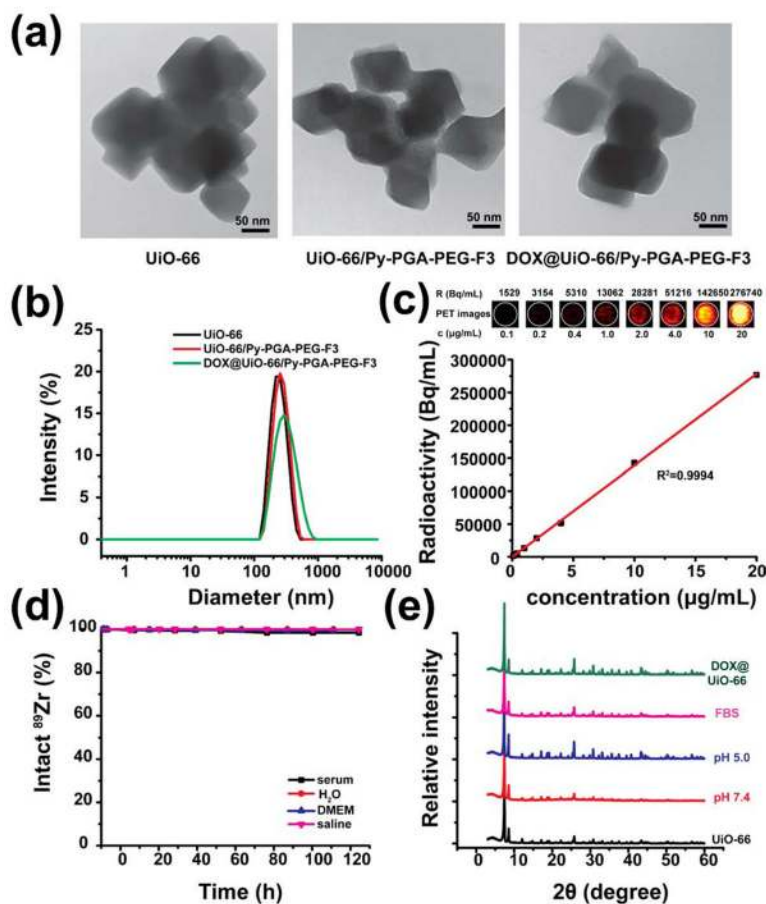 (a)
50 nm
50 nm
50 nm
UiO-66
UiO-66/Py-PGA-PEG-F3
DOX@UiO-66/Py-PGA-PEG-F3
(b)
25
20
15
10
5
0
Intensity (%)
UiO-66
UiO-66/Py-PGA-PEG-F3
DOX@UiO-66/Py-PGA-PEG-F3
1 10 100 1000 10000
Diameter (nm)
(c)
R (Bq/mL) 1529 3154 5310 13062 28281 51216 142650 276740
PET images
c (μg/mL) 0.1 0.2 0.4 1.0 2.0 4.0 10 20
300000
250000
200000
150000
100000
50000
0
Radioactivity (Bq/mL)
R²=0.9994
5 10 15 20
concentration (μg/mL)
(d)
100
80
60
40
20
0
Intact ⁸⁹Zr (%)
serum
H₂O
DMEM
saline
0 20 40 60 80 100 120
Time (h)
(e)
Relative intensity
DOX@
UiO-66
FBS
pH 5.0
pH 7.4
UiO-66
0 10 20 30 40 50 60
2θ (degree)